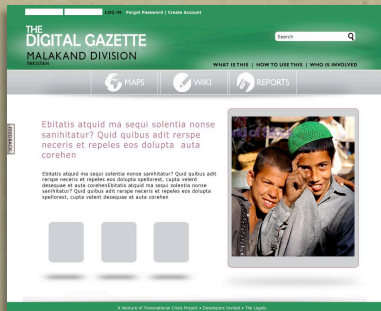 LOG IN | Forgot Password | Create Account
THE
DIGITAL GAZETTE
MALAKAND DIVISION
PAKISTAN
Search
WHAT IS THIS | HOW TO USE THIS | WHO IS INVOLVED
MAPS
WIKI
REPORTS
FEEDBACK
Ebitatis atquid ma sequi solentia nonse
sanihitatur? Quid quibus adit rerspe
neceris et repeles eos dolupta auta
corehen
Ebitatis atquid ma sequi solentia nonse sanihitatur? Quid quibus adit
rerspe neceris et repeles eos dolupta spellorest, cupta velent
desequae et auta corehenEbitatis atquid ma sequi solentia nonse
sanihitatur? Quid quibus adit rerspe neceris et repeles eos dolupta
spellorest, cupta velent desequae et auta corehen
A Venture of Transnational Crisis Project • Developers Invited • The Legals